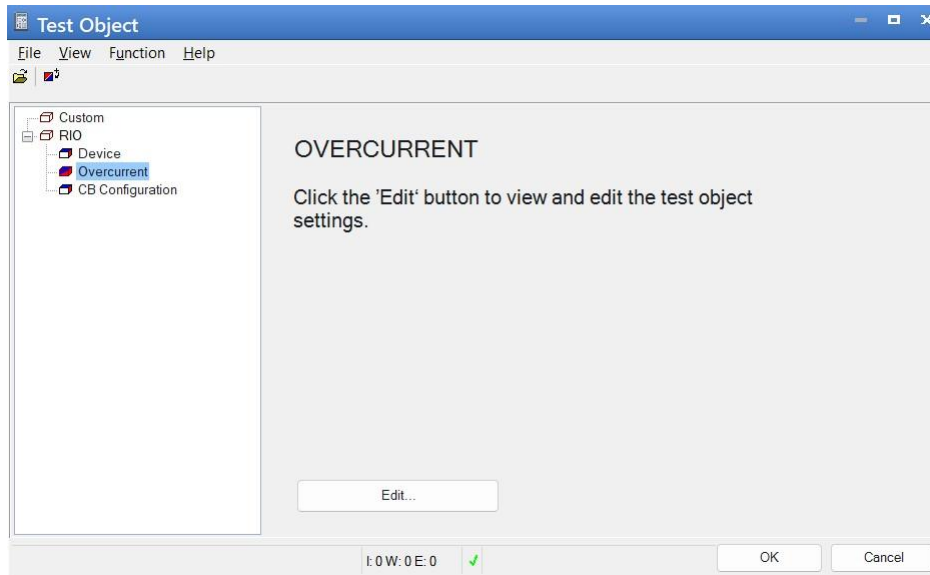 Test Object
File View Function Help
Custom
RIO
Device
Overcurrent
CB Configuration
OVERCURRENT
Click the 'Edit' button to view and edit the test object
settings.
Edit...
I: 0 W: 0 E: 0
OK Cancel